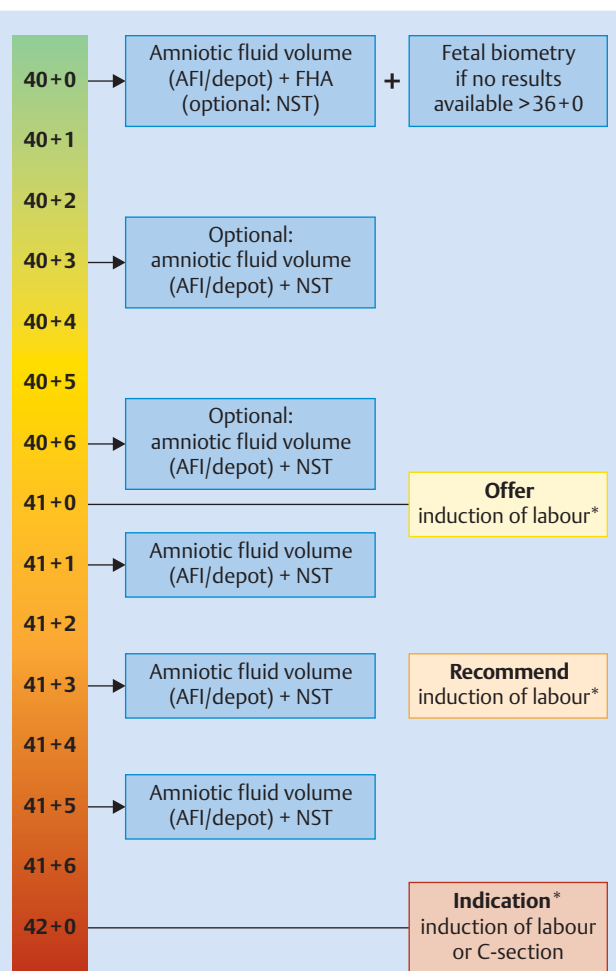 40+0
Amniotic fluid volume
(AFI/depot) + FHA
(optional: NST)
+
Fetal biometry
if no results
available >36+0
40+1
40+2
40+3
Optional:
amniotic fluid volume
(AFI/depot) + NST
40+4
40+5
40+6
Optional:
amniotic fluid volume
(AFI/depot) + NST
41+0
Offer
induction of labour*
41+1
Amniotic fluid volume
(AFI/depot) + NST
41+2
41+3
Amniotic fluid volume
(AFI/depot) + NST
Recommend
induction of labour*
41+4
41+5
Amniotic fluid volume
(AFI/depot) + NST
41+6
42+0
Indication*
induction of labour
or C-section